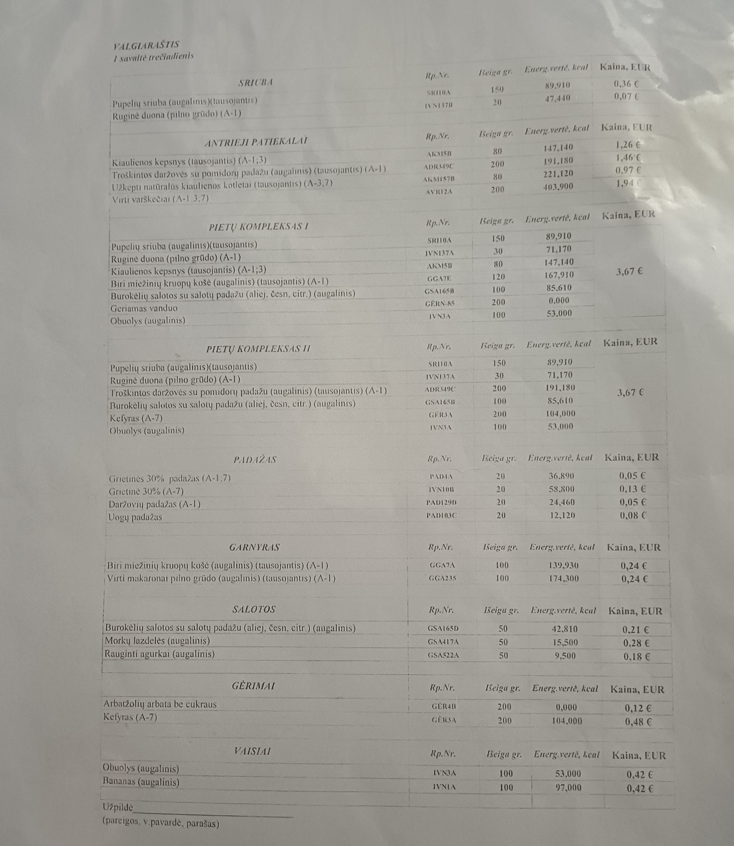 VALGIARAŠTIS
I savaitė trečiadienis
SRIUBA Rp.Nr. Išeiga gr. Energ.vertė, kcal Kaina, EUR
Pupelių sriuba (augalinis)(tausojantis) SRI10A 150 89,910 0,36 €
Ruginė duona (pilno grūdo) (A-1) IVN137B 20 47,440 0,07 €
ANTRIEJI PATIEKALAI Rp.Nr. Išeiga gr. Energ.vertė, kcal Kaina, EUR
Kiaulienos kepsnys (tausojantis) (A-1;3) AKM5B 80 147,140 1,26 €
Troškintos daržovės su pomidorų padažu (augalinis) (tausojantis) (A-1) ADR349C 200 191,180 1,46 €
Užkepti natūralūs kiaulienos kotletai (tausojantis) (A-3,7) 80 221,120 0,97 €
Virti varškėčiai (A-1,3,7) 200 403,900 1,94 €
PIETŲ KOMPLEKSAS I Rp.Nr. Išeiga gr. Energ.vertė, kcal Kaina, EUR
Pupelių sriuba (augalinis)(tausojantis) SRI10A 150 89,910
Ruginė duona (pilno grūdo) (A-1) IVN137A 30 71,170
Kiaulienos kepsnys (tausojantis) (A-1;3) AKM5B 80 147,140
Biri miežinių kruopų košė (augalinis) (tausojantis) (A-1) GGA7E 120 167,910 3,67 €
Burokėlių salotos su salotų padažu (aliej, česn, citr.) (augalinis) GSA165B 100 85,610
Geriamas vanduo 200 0,000
Obuolys (augalinis) IVN3A 100 53,000
PIETŲ KOMPLEKSAS II Rp.Nr. Išeiga gr. Energ.vertė, kcal Kaina, EUR
Pupelių sriuba (augalinis)(tausojantis) SRI10A 150 89,910
Ruginė duona (pilno grūdo) (A-1) IVN137A 30 71,170
Troškintos daržovės su pomidorų padažu (augalinis) (tausojantis) (A-1) ADR349C 200 191,180 3,67 €
Burokėlių salotos su salotų padažu (aliej, česn, citr.) (augalinis) GSA165B 100 85,610
Kefyras (A-7) GĖR5A 200 104,000
Obuolys (augalinis) IVN3A 100 53,000
PADAŽAS Rp.Nr. Išeiga gr. Energ.vertė, kcal Kaina, EUR
Grietinės 30% padažas (A-1,7) 20 36,890 0,05 €
Grietinė 30% (A-7) IVN10B 20 58,800 0,13 €
Daržovių padažas (A-1) PAD129D 20 24,460 0,05 €
Uogų padažas PAD103C 20 12,120 0,08 €
GARNYRAS Rp.Nr. Išeiga gr. Energ.vertė, kcal Kaina, EUR
Biri miežinių kruopų košė (augalinis) (tausojantis) (A-1) GGA7A 100 139,930 0,24 €
Virti makaronai pilno grūdo (augalinis) (tausojantis) (A-1) GGA235 100 174,300 0,24 €
SALOTOS Rp.Nr. Išeiga gr. Energ.vertė, kcal Kaina, EUR
Burokėlių salotos su salotų padažu (aliej, česn, citr.) (augalinis) GSA165D 50 42,810 0,21 €
Morkų lazdelės (augalinis) GSA417A 50 15,500 0,28 €
Rauginti agurkai (augalinis) GSA522A 50 9,500 0,18 €
GĖRIMAI Rp.Nr. Išeiga gr. Energ.vertė, kcal Kaina, EUR
Arbatžolių arbata be cukraus GĖR4B 200 0,000 0,12 €
Kefyras (A-7) GĖR5A 200 104,000 0,48 €
VAISIAI Rp.Nr. Išeiga gr. Energ.vertė, kcal Kaina, EUR
Obuolys (augalinis) IVN3A 100 53,000 0,42 €
Bananas (augalinis) IVN1A 100 97,000 0,42 €
Užpildė
(pareigos, v.pavardė, parašas)